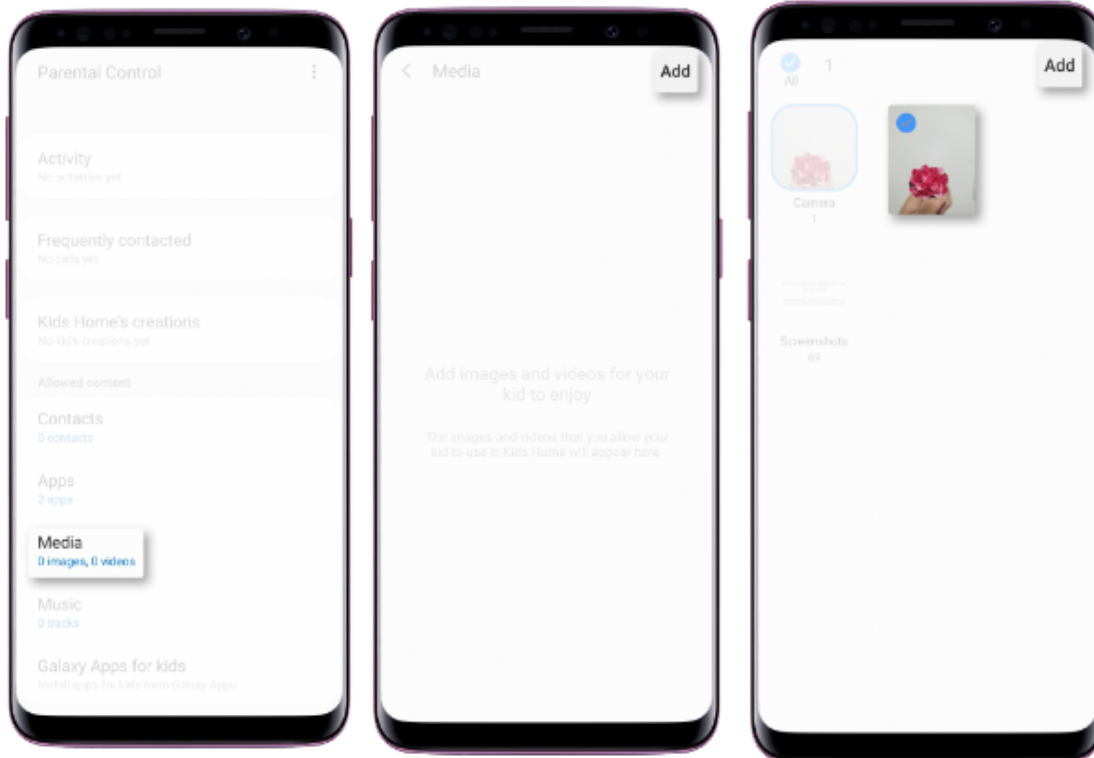 Parental Control
Activity
No activities yet
Frequently contacted
No calls yet
Kids Home's creations
No kid's creations yet
Allowed content
Contacts
0 contacts
Apps
2 apps
Media
0 images, 0 videos
Music
0 tracks
Galaxy Apps for kids
Install apps for kids from Galaxy Apps
Media
Add
Add images and videos for your
kid to enjoy
The images and videos that you allow your
kid to use in Kids Home will appear here.
All
1
Add
Camera
1
Screenshots
69